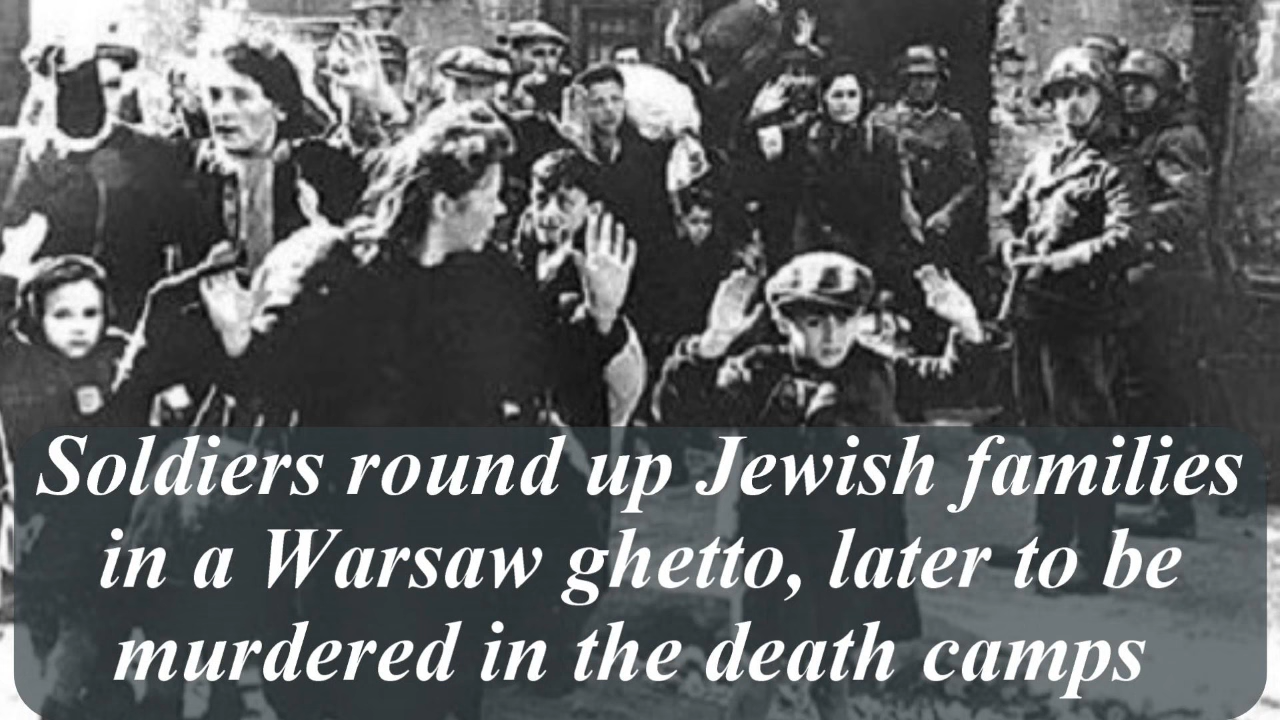 Soldiers round up Jewish families
in a Warsaw ghetto, later to be
murdered in the death camps